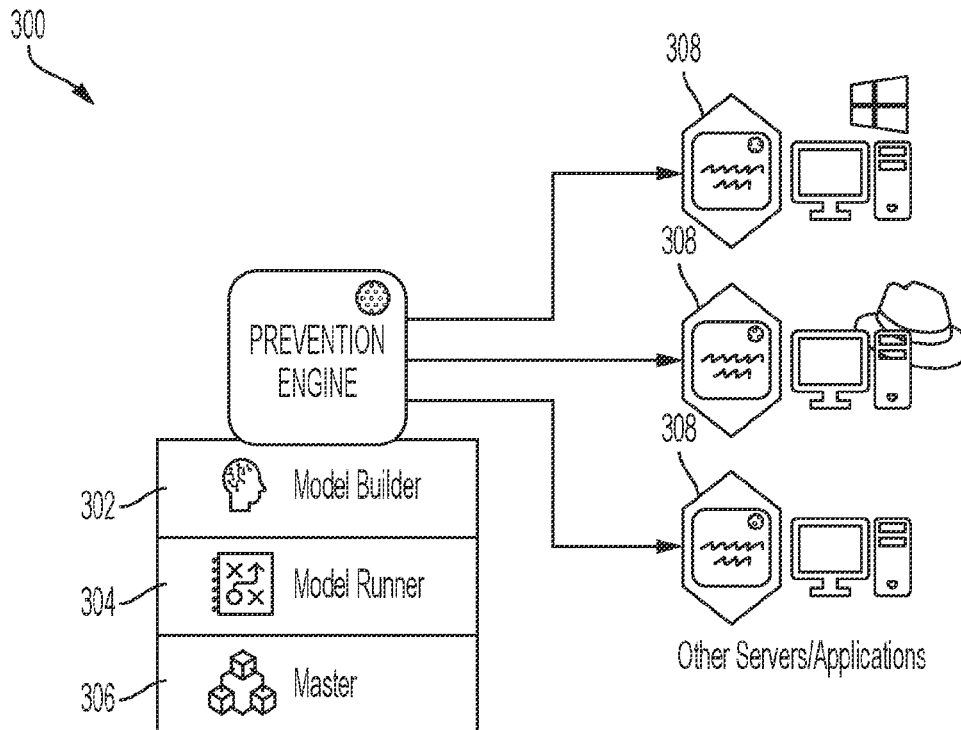 300
308
308
PREVENTION
ENGINE
308
302
Model Builder
304
Model Runner
306
Master
Other Servers/Applications